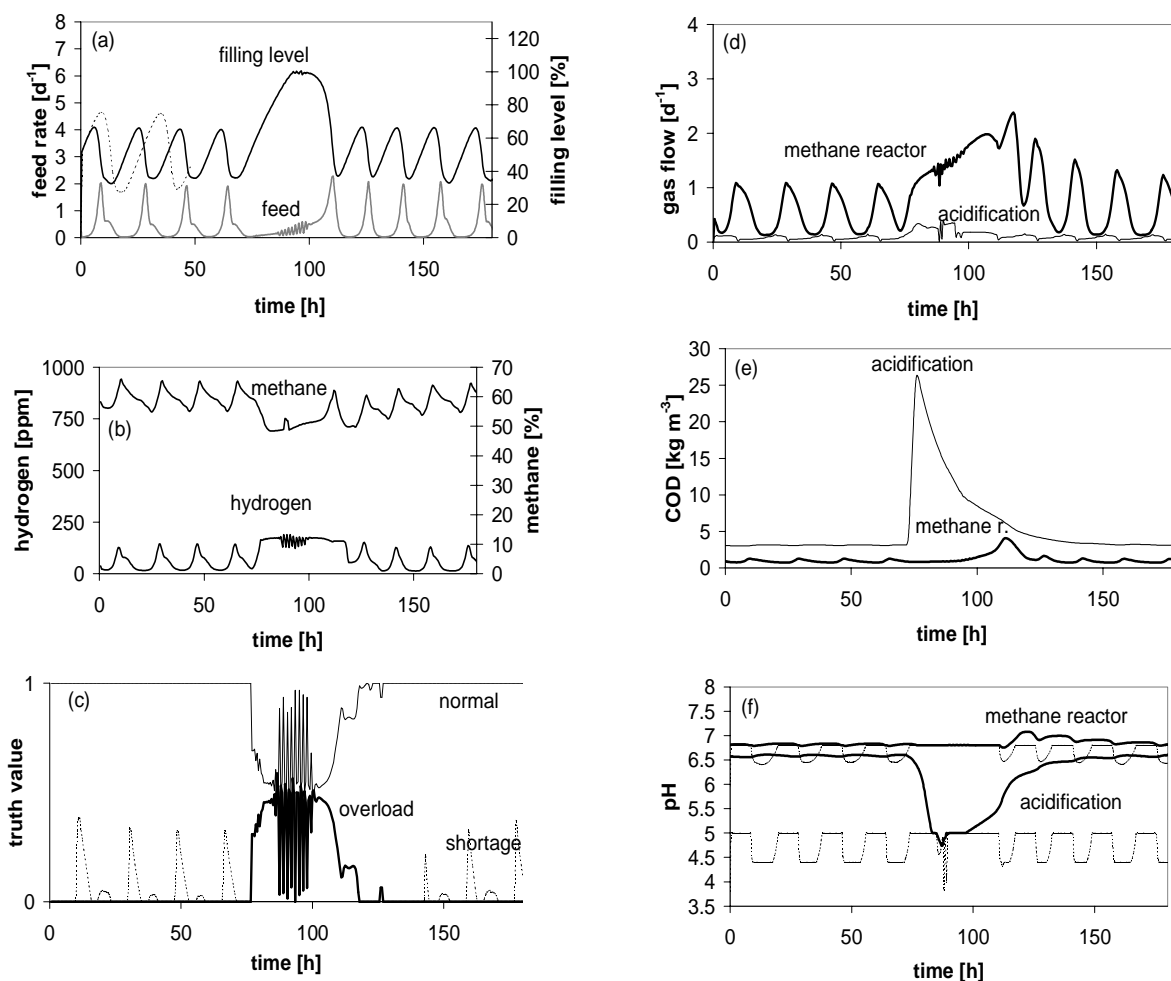 (a)
feed rate [d-1]
8
7
6
5
4
3
2
1
0
filling level
feed
120
100
80
60
40
20
0
filling level [%]
0 50 100 150
time [h]
(d)
gas flow [d-1]
4
3
2
1
0
methane reactor
acidification
0 50 100 150
time [h]
(b)
hydrogen [ppm]
1000
750
500
250
0
methane
hydrogen
70
60
50
40
30
20
10
0
methane [%]
0 50 100 150
time [h]
(e)
COD [kg m-3]
30
25
20
15
10
5
0
acidification
methane r.
0 50 100 150
time [h]
(c)
truth value
1
0
normal
overload
shortage
0 50 100 150
time [h]
(f)
pH
8
7.5
7
6.5
6
5.5
5
4.5
4
3.5
methane reactor
acidification
0 50 100 150
time [h]